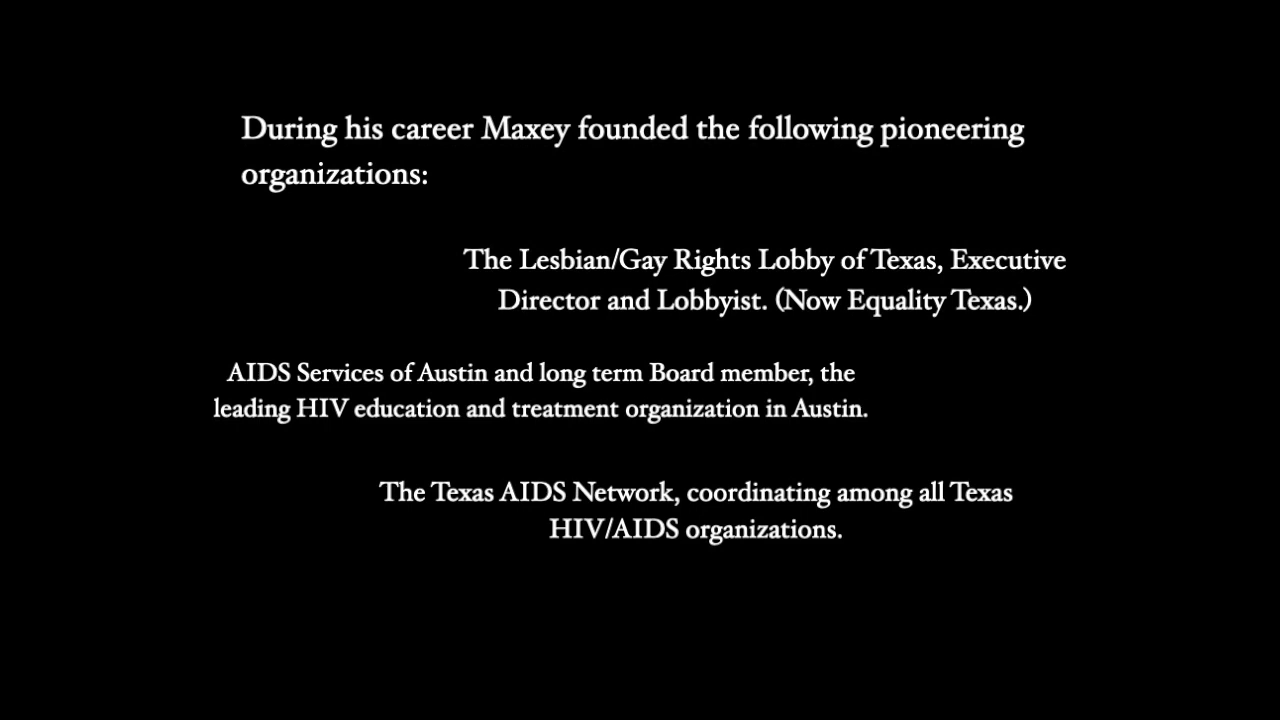 During his career Maxey founded the following pioneering
organizations:
The Lesbian/Gay Rights Lobby of Texas, Executive
Director and Lobbyist. (Now Equality Texas.)
AIDS Services of Austin and long term Board member, the
leading HIV education and treatment organization in Austin.
The Texas AIDS Network, coordinating among all Texas
HIV/AIDS organizations.